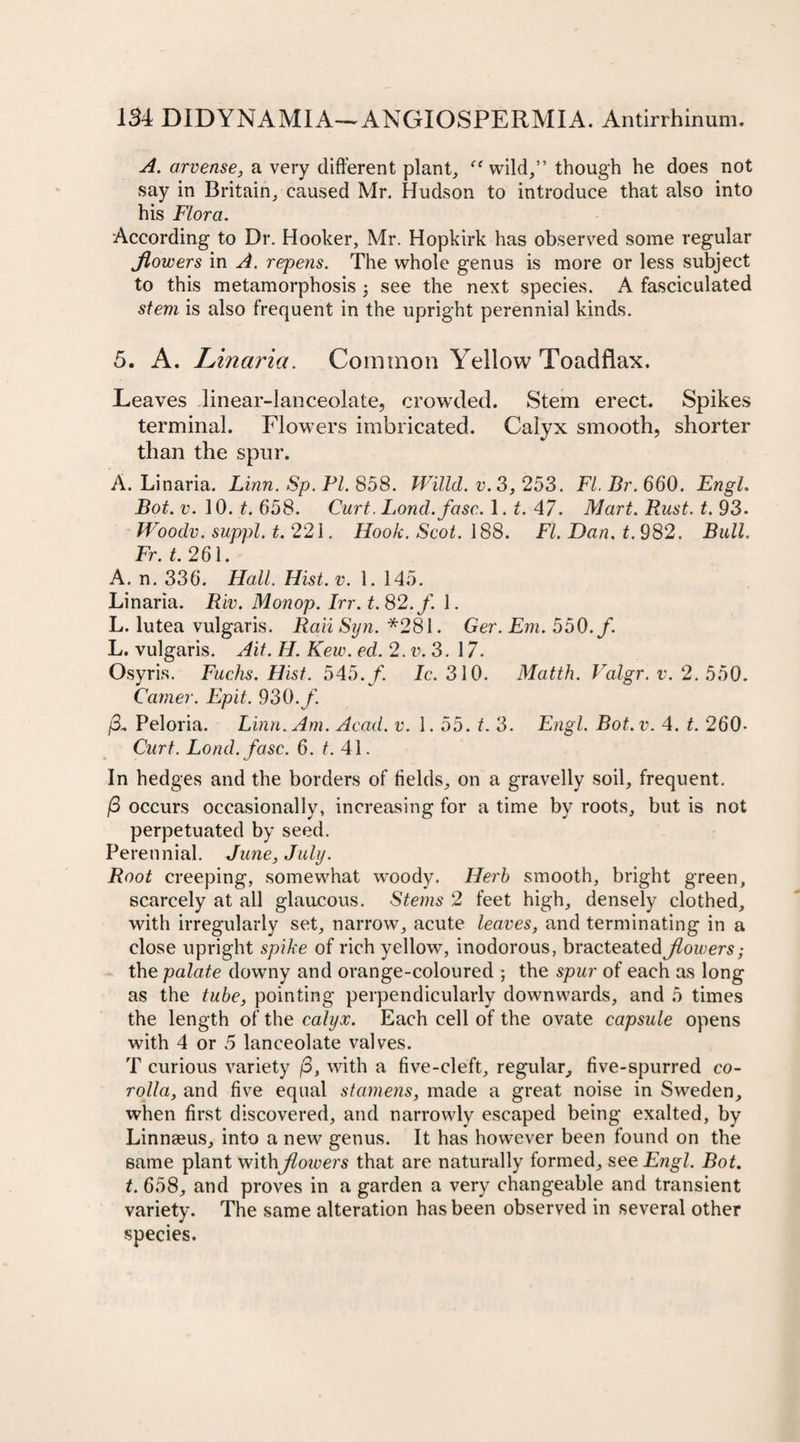 134 DIDYNAMIA—ANGIOSPERMIA. Antirrhinum.
A. arvense, a very different plant, “wild,” though he does not
say in Britain, caused Mr. Hudson to introduce that also into
his Flora.
According to Dr. Hooker, Mr. Hopkirk has observed some regular
flowers in A. repens. The whole genus is more or less subject
to this metamorphosis ; see the next species. A fasciculated
stem is also frequent in the upright perennial kinds.
5. A. Linaria. Common Yellow Toadflax.
Leaves linear-lanceolate, crowded. Stem erect. Spikes
terminal. Flowers imbricated. Calyx smooth, shorter
than the spur.
A. Linaria. Linn. Sp. Pl. 858. Willd. v. 3, 253. Fl. Br. 660. Engl.
Bot. v. 10. t. 658. Curt. Lond. fasc. 1. t. 47. Mart. Rust. t. 93.
Woodv. suppl. t. 221. Hook. Scot. 188. Fl. Dan. t. 982. Bull.
Fr. t. 261.
A. n. 336. Hall. Hist. v. 1. 145.
Linaria. Riv. Monop. Irr. t. 82. f. 1.
L. lutea vulgaris. Raii Syn. *281. Ger. Em. 550. f.
L. vulgaris. Ait. H. Kew. ed. 2. v. 3. 17.
Osyris. Fuchs. Hist. 545. f. Ic. 310. Matth. Valgr. v. 2. 550.
Camer. Epit. 930. f.
β. Peloria. Linn. Am. Acad. v. 1. 55. t. 3. Engl. Bot. v. 4. t. 260.
Curt. Lond. fasc. 6. t. 41.
In hedges and the borders of fields, on a gravelly soil, frequent.
β occurs occasionally, increasing for a time by roots, but is not
perpetuated by seed.
Perennial. June, July.
Root creeping, somewhat woody. Herb smooth, bright green,
scarcely at all glaucous. Stems 2 feet high, densely clothed,
with irregularly set, narrow, acute leaves, and terminating in a
close upright spike of rich yellow, inodorous, bracteated flowers;
the palate downy and orange-coloured ; the spur of each as long
as the tube, pointing perpendicularly downwards, and 5 times
the length of the calyx. Each cell of the ovate capsule opens
with 4 or 5 lanceolate valves.
T curious variety β, with a five-cleft, regular, five-spurred co-
rolla, and five equal stamens, made a great noise in Sweden,
when first discovered, and narrowly escaped being exalted, by
Linnæus, into a new genus. It has however been found on the
same plant with flowers that are naturally formed, see Engl. Bot.
t. 658, and proves in a garden a very changeable and transient
variety. The same alteration has been observed in several other
species.